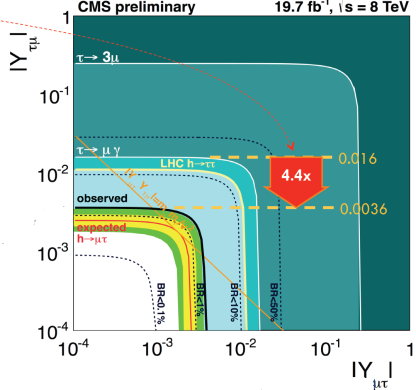 CMS preliminary 19.7 fb⁻¹, √s = 8 TeV
|Yτμ|
1
10⁻¹
10⁻²
10⁻³
10⁻⁴
τ→3μ
τ→μγ
LHC h→ττ
0.016
4.4x
0.0036
observed
expected
h→μτ
BR<0.1%
BR<1%
BR<10%
BR<50%
10⁻⁴ 10⁻³ 10⁻² 10⁻¹ 1
|Yμτ|